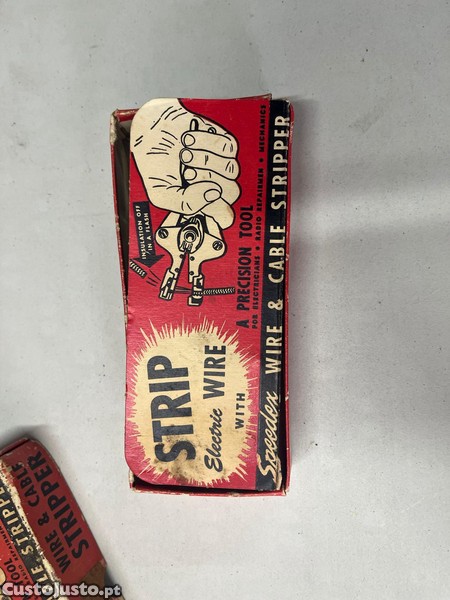 STRIP
Electric WIRE
WITH
Speedex WIRE & CABLE STRIPPER
A PRECISION TOOL
FOR ELECTRICIANS • RADIO REPAIRMEN • MECHANICS
INSULATION OFF
IN A FLASH
WIRE & CABLE
STRIPPER
TOOL
© CustoJusto.pt